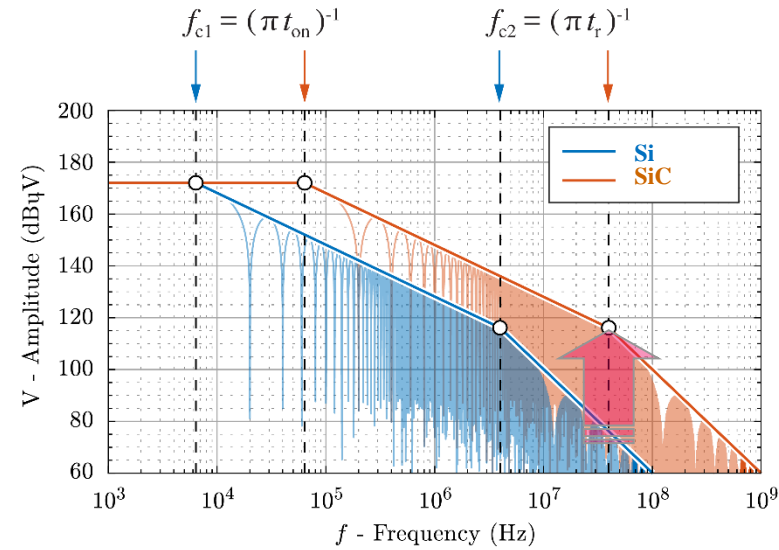 f_c1 = (π t_on)^-1
f_c2 = (π t_r)^-1
200
180
160
140
120
100
80
60
V - Amplitude (dBμV)
Si
SiC
10^3
10^4
10^5
10^6
10^7
10^8
10^9
f - Frequency (Hz)